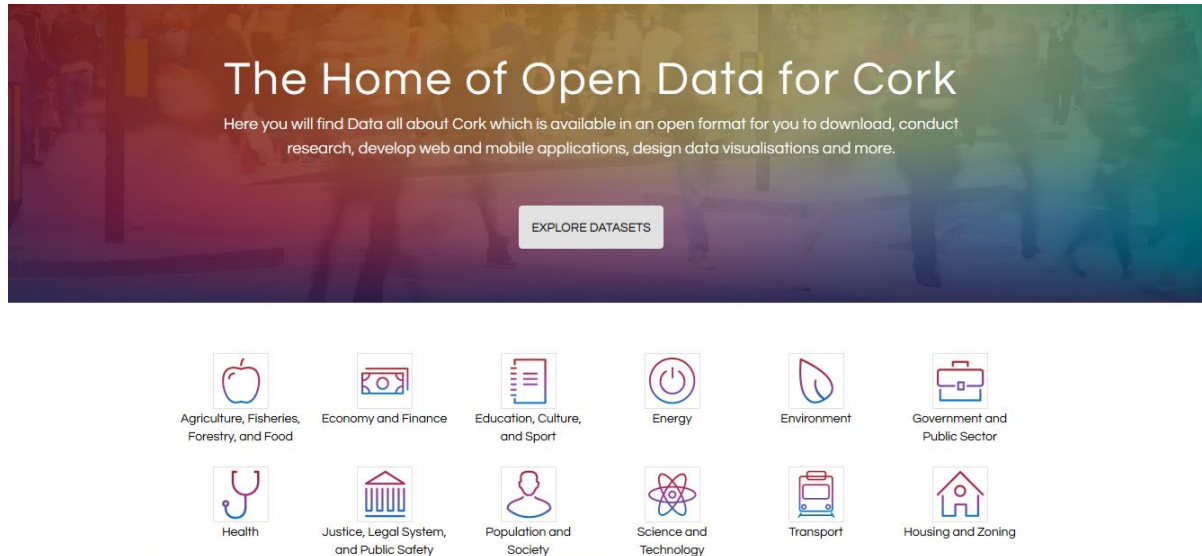 The Home of Open Data for Cork
Here you will find Data all about Cork which is available in an open format for you to download, conduct
research, develop web and mobile applications, design data visualisations and more.
EXPLORE DATASETS
Agriculture, Fisheries,
Forestry, and Food
Economy and Finance
Education, Culture,
and Sport
Energy
Environment
Government and
Public Sector
Health
Justice, Legal System,
and Public Safety
Population and
Society
Science and
Technology
Transport
Housing and Zoning